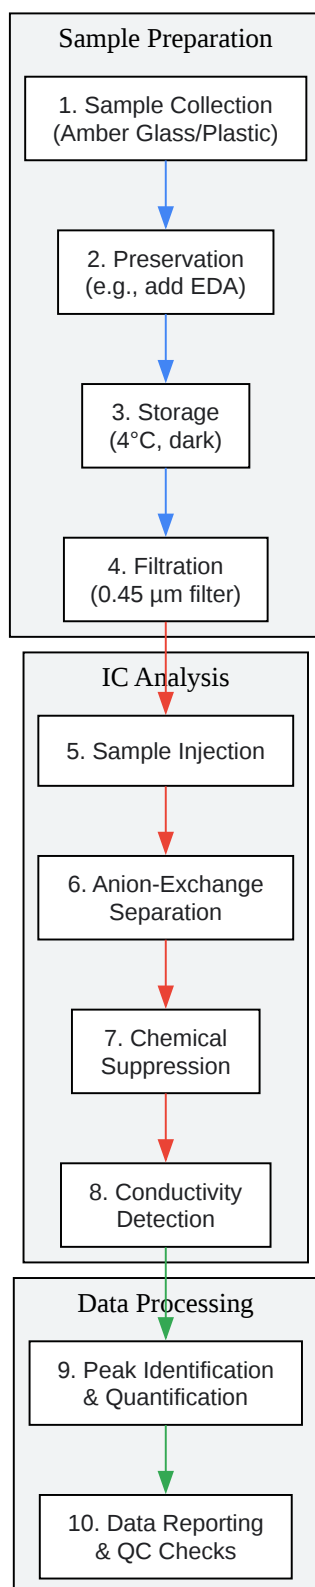 Sample Preparation
1. Sample Collection
(Amber Glass/Plastic)
2. Preservation
(e.g., add EDA)
3. Storage
(4°C, dark)
4. Filtration
(0.45 µm filter)
IC Analysis
5. Sample Injection
6. Anion-Exchange
Separation
7. Chemical
Suppression
8. Conductivity
Detection
Data Processing
9. Peak Identification
& Quantification
10. Data Reporting
& QC Checks